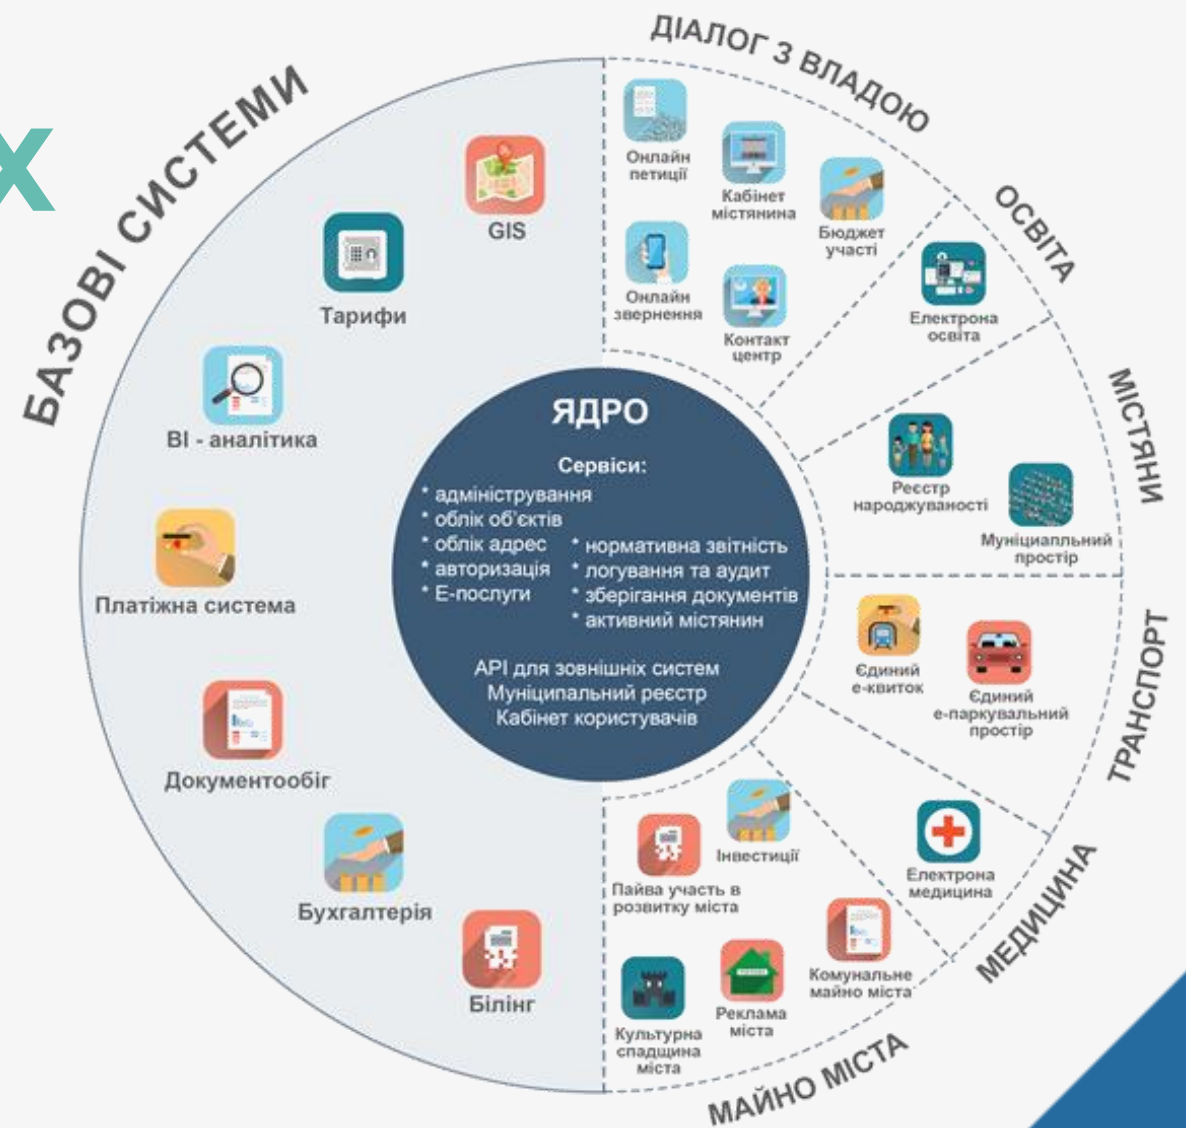 х
БАЗОВІ СИСТЕМИ
GIS
Тарифи
BI - аналітика
Платіжна система
Документообіг
Бухгалтерія
Білінг
ЯДРО
Сервіси:
* адміністрування
* облік об'єктів
* облік адрес
* авторизація
* Е-послуги
* нормативна звітність
* логування та аудит
* зберігання документів
* активний містянин
API для зовнішніх систем
Муніципальний реєстр
Кабінет користувачів
ДІАЛОГ З ВЛАДОЮ
Онлайн
петиції
Кабінет
містянина
Бюджет
участі
Онлайн
звернення
Контакт
центр
ОСВІТА
Електрона
освіта
МІСТЯНИ
Реєстр
народжуваності
Муніциапльний
простір
ТРАНСПОРТ
Єдиний
е-квиток
Єдиний
е-паркувальний
простір
МЕДИЦИНА
Електрона
медицина
МАЙНО МІСТА
Інвестиції
Пайва участь в
розвитку міста
Комунальне
майно міста
Реклама
міста
Культурна
спадщина
міста